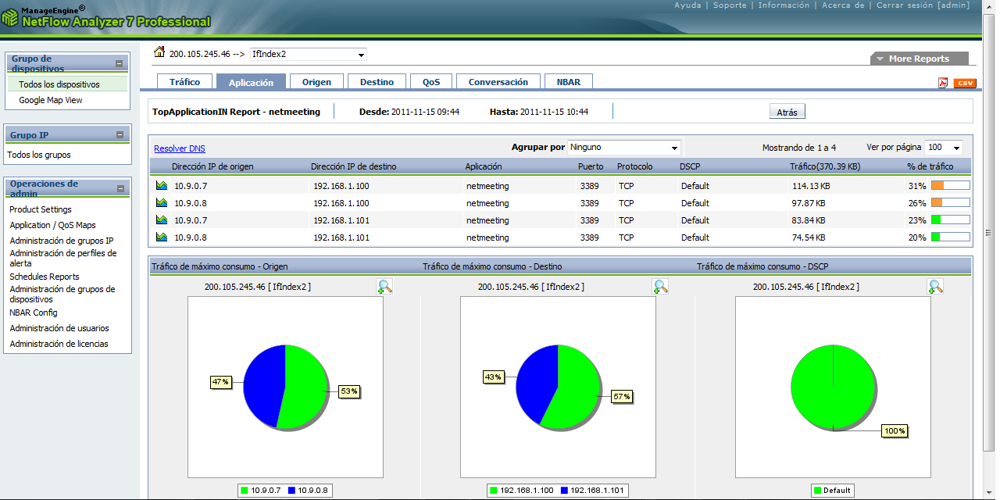 Ayuda | Soporte | Información | Acerca de | Cerrar sesión [admin]
ManageEngine®
NetFlow Analyzer 7 Professional
Grupo de dispositivos
Todos los dispositivos
Google Map View
Grupo IP
Todos los grupos
Operaciones de admin
Product Settings
Application / QoS Maps
Administración de grupos IP
Administración de perfiles de alerta
Schedules Reports
Administración de grupos de dispositivos
NBAR Config
Administración de usuarios
Administración de licencias
200.105.245.46 --> IfIndex2
More Reports
Tráfico Aplicación Origen Destino QoS Conversación NBAR
CSV
TopApplicationIN Report - netmeeting Desde: 2011-11-15 09:44 Hasta: 2011-11-15 10:44 Atrás
Resolver DNS Agrupar por Ninguno Mostrando de 1 a 4 Ver por página 100
Dirección IP de origen Dirección IP de destino Aplicación Puerto Protocolo DSCP Tráfico(370.39 KB) % de tráfico
10.9.0.7 192.168.1.100 netmeeting 3389 TCP Default 114.13 KB 31%
10.9.0.8 192.168.1.100 netmeeting 3389 TCP Default 97.87 KB 26%
10.9.0.7 192.168.1.101 netmeeting 3389 TCP Default 83.84 KB 23%
10.9.0.8 192.168.1.101 netmeeting 3389 TCP Default 74.54 KB 20%
Tráfico de máximo consumo - Origen
200.105.245.46 [ IfIndex2 ]
47%
53%
10.9.0.7 10.9.0.8
Tráfico de máximo consumo - Destino
200.105.245.46 [ IfIndex2 ]
43%
57%
192.168.1.100 192.168.1.101
Tráfico de máximo consumo - DSCP
200.105.245.46 [ IfIndex2 ]
100%
Default